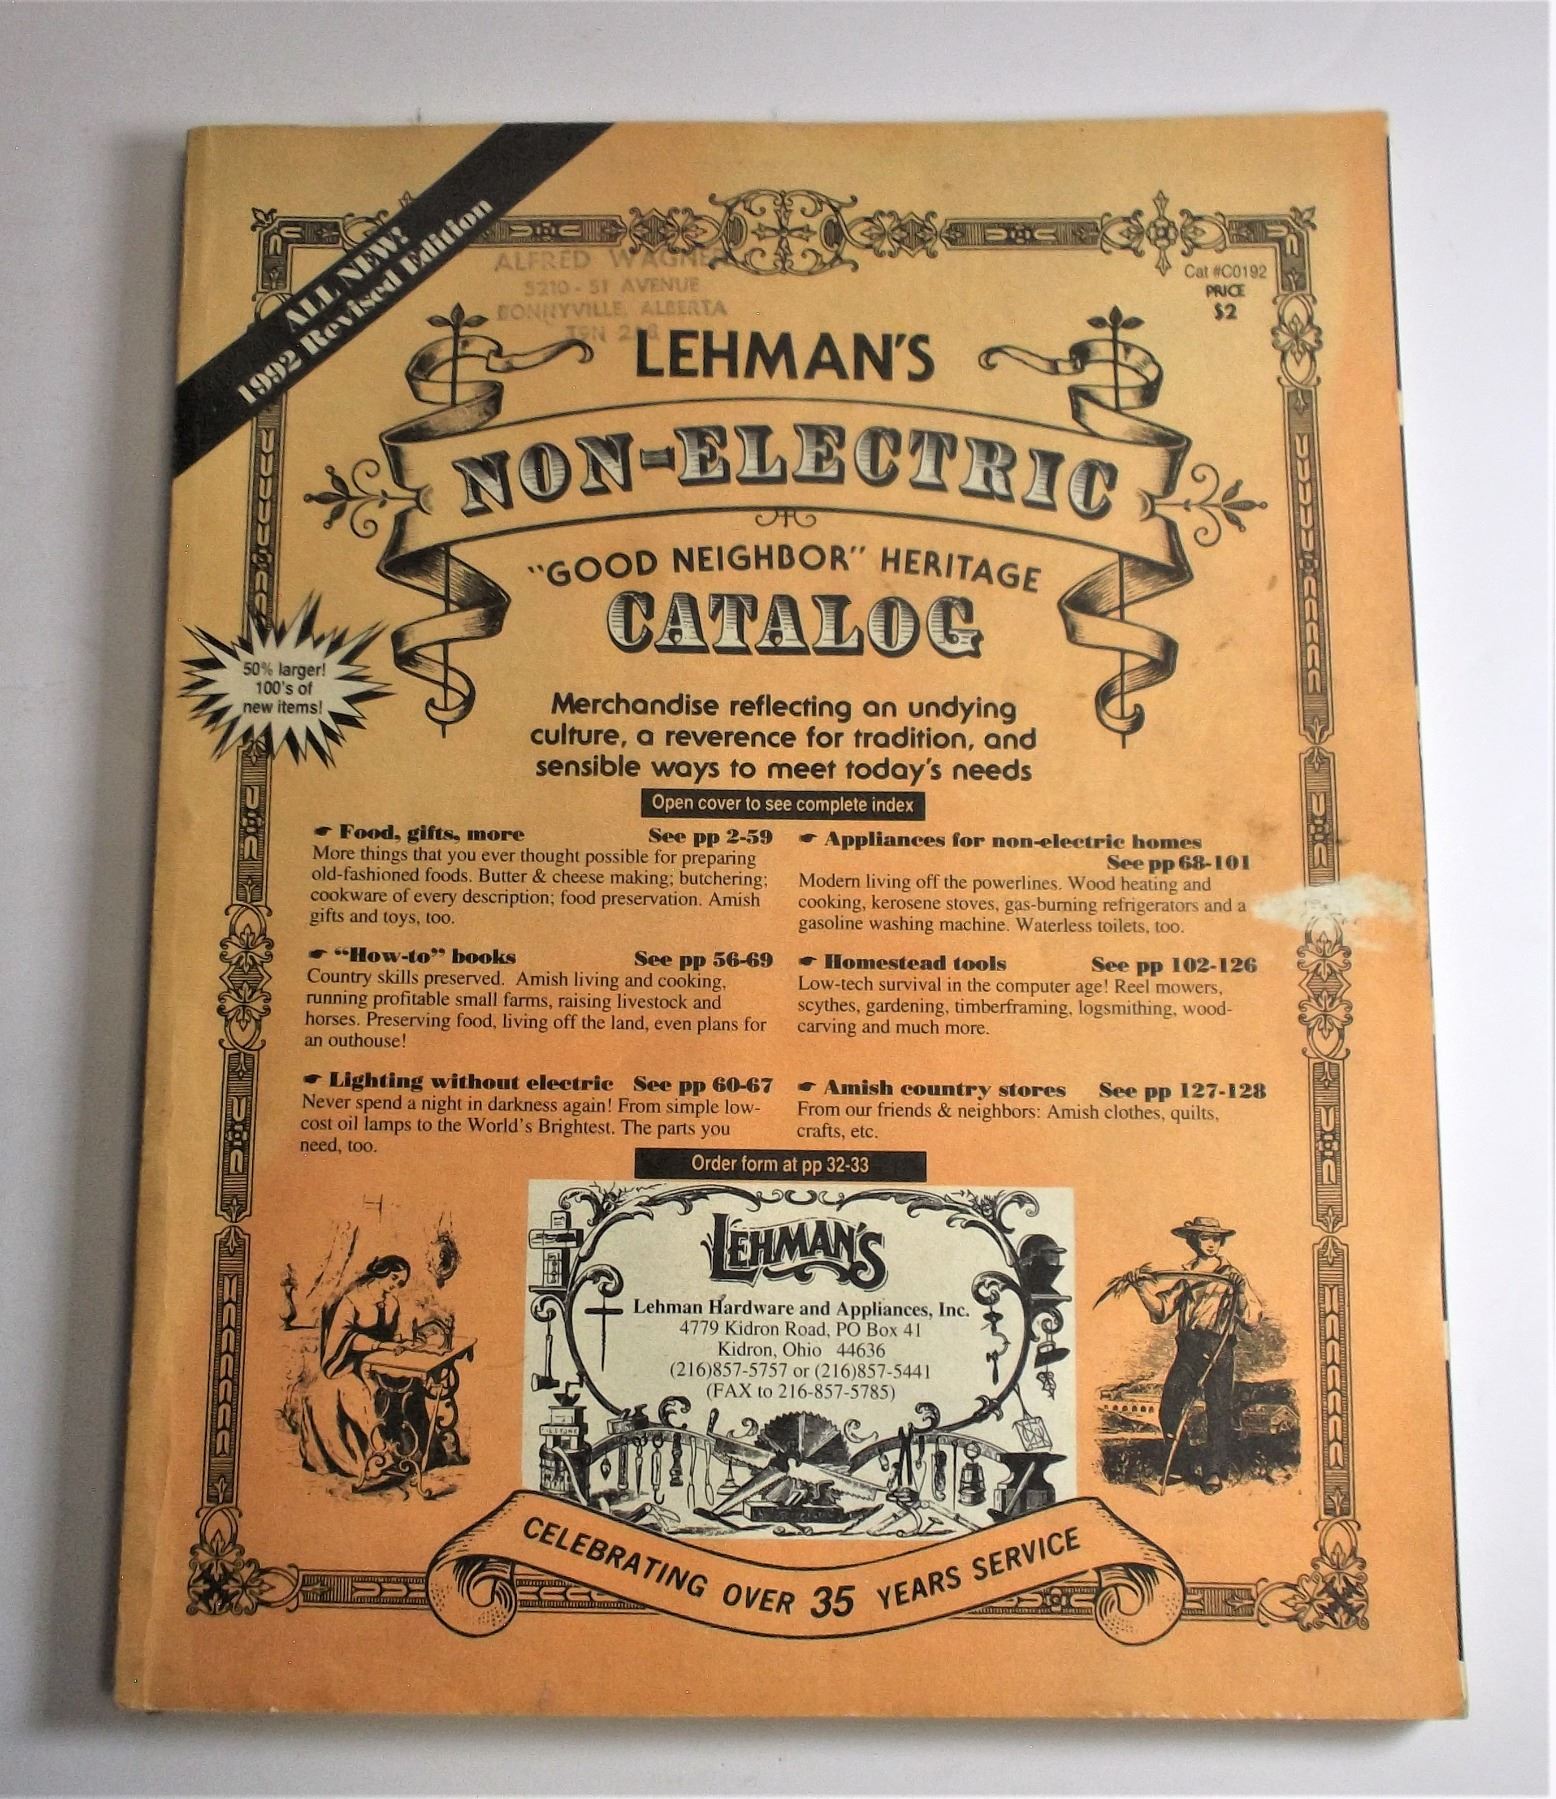 ALL NEW!
1992 Revised Edition
ALFRED WAGNER
5210 - 51 AVENUE
BONNYVILLE, ALBERTA
Cat #C0192
PRICE
$2
LEHMAN'S
NON-ELECTRIC
"GOOD NEIGHBOR" HERITAGE
CATALOG
50% larger!
100's of
new items!
Merchandise reflecting an undying
culture, a reverence for tradition, and
sensible ways to meet today's needs
Open cover to see complete index
☛ Food, gifts, more See pp 2-59
More things that you ever thought possible for preparing
old-fashioned foods. Butter & cheese making; butchering;
cookware of every description; food preservation. Amish
gifts and toys, too.
☛ "How-to" books See pp 56-69
Country skills preserved. Amish living and cooking,
running profitable small farms, raising livestock and
horses. Preserving food, living off the land, even plans for
an outhouse!
☛ Lighting without electric See pp 60-67
Never spend a night in darkness again! From simple low-
cost oil lamps to the World's Brightest. The parts you
need, too.
☛ Appliances for non-electric homes
See pp 68-101
Modern living off the powerlines. Wood heating and
cooking, kerosene stoves, gas-burning refrigerators and a
gasoline washing machine. Waterless toilets, too.
☛ Homestead tools See pp 102-126
Low-tech survival in the computer age! Reel mowers,
scythes, gardening, timberframing, logsmithing, wood-
carving and much more.
☛ Amish country stores See pp 127-128
From our friends & neighbors: Amish clothes, quilts,
crafts, etc.
Order form at pp 32-33
LEHMAN'S
Lehman Hardware and Appliances, Inc.
4779 Kidron Road, PO Box 41
Kidron, Ohio 44636
(216)857-5757 or (216)857-5441
(FAX to 216-857-5785)
CELEBRATING OVER 35 YEARS SERVICE